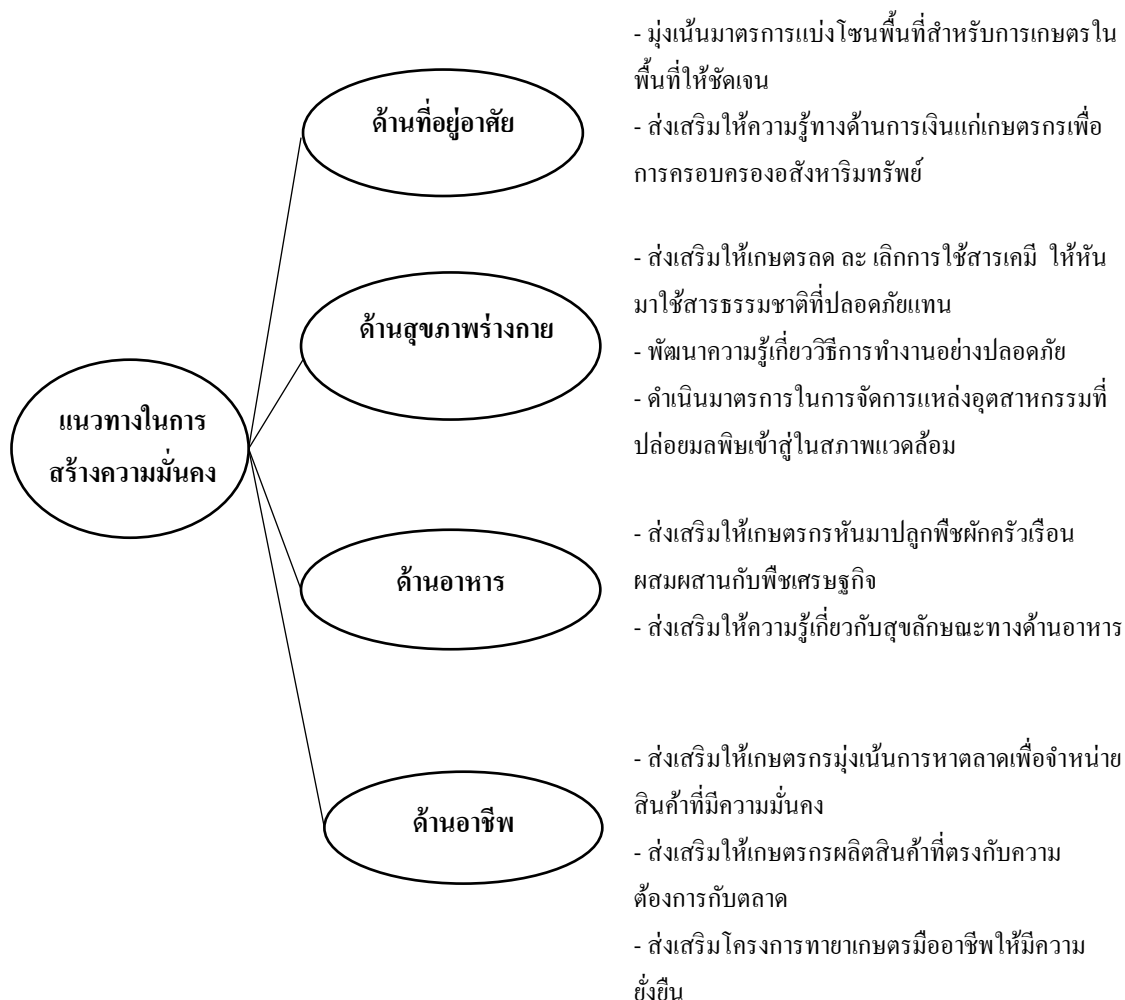 แนวทางในการ
สร้างความมั่นคง
ด้านที่อยู่อาศัย
- มุ่งเน้นมาตรการแบ่งโซนพื้นที่สำหรับการเกษตรใน
พื้นที่ให้ชัดเจน
- ส่งเสริมให้ความรู้ทางด้านการเงินแก่เกษตรกรเพื่อ
การครอบครองอสังหาริมทรัพย์
ด้านสุขภาพร่างกาย
- ส่งเสริมให้เกษตรลด ละ เลิกการใช้สารเคมี ให้หัน
มาใช้สารธรรมชาติที่ปลอดภัยแทน
- พัฒนาความรู้เกี่ยววิธีการทำงานอย่างปลอดภัย
- ดำเนินมาตรการในการจัดการแหล่งอุตสาหกรรมที่
ปล่อยมลพิษเข้าสู่ในสภาพแวดล้อม
ด้านอาหาร
- ส่งเสริมให้เกษตรกรหันมาปลูกพืชผักครัวเรือน
ผสมผสานกับพืชเศรษฐกิจ
- ส่งเสริมให้ความรู้เกี่ยวกับสุขลักษณะทางด้านอาหาร
ด้านอาชีพ
- ส่งเสริมให้เกษตรกรมุ่งเน้นการหาตลาดเพื่อจำหน่าย
สินค้าที่มีความมั่นคง
- ส่งเสริมให้เกษตรกรผลิตสินค้าที่ตรงกับความ
ต้องการกับตลาด
- ส่งเสริมโครงการทายาเกษตรมืออาชีพให้มีความ
ยั่งยืน